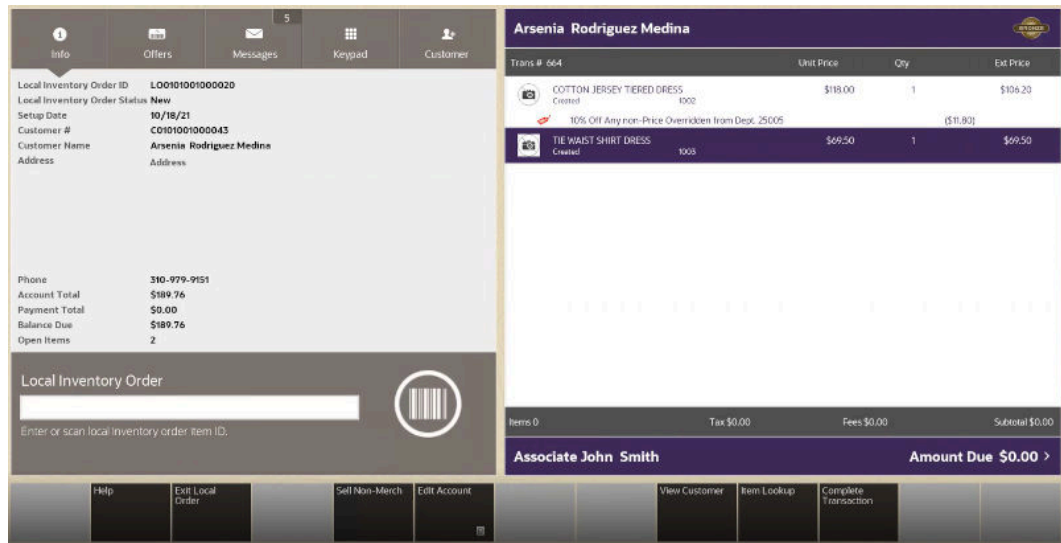 5
Info Offers Messages Keypad Customer
Local Inventory Order ID LO0101001000020
Local Inventory Order Status New
Setup Date 10/18/21
Customer # C0101001000043
Customer Name Arsenia Rodriguez Medina
Address Address
Phone 310-979-9151
Account Total $189.76
Payment Total $0.00
Balance Due $189.76
Open Items 2
Local Inventory Order
Enter or scan local inventory order item ID.
Arsenia Rodriguez Medina
Trans # 664 Unit Price Qty Ext Price
COTTON JERSEY TIERED DRESS $118.00 1 $106.20
Created 1002
10% Off Any non-Price Overridden from Dept. 25005 ($11.80)
TIE WAIST SHIRT DRESS $69.50 1 $69.50
Created 1003
Items 0 Tax $0.00 Fees $0.00 Subtotal $0.00
Associate John Smith Amount Due $0.00 >
Help Exit Local Order Sell Non-Merch Edit Account View Customer Item Lookup Complete Transaction